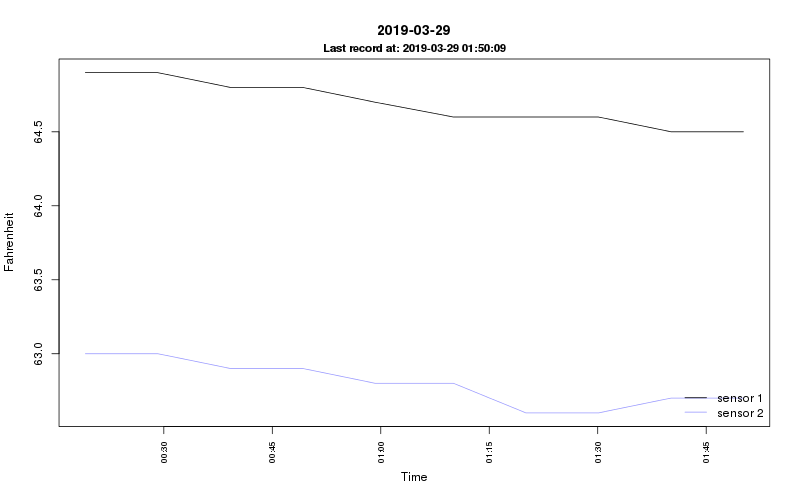 2019-03-29
Last record at: 2019-03-29 01:50:09
Fahrenheit
64.5
64.0
63.5
63.0
sensor 1
sensor 2
00:30
00:45
01:00
01:15
01:30
01:45
Time